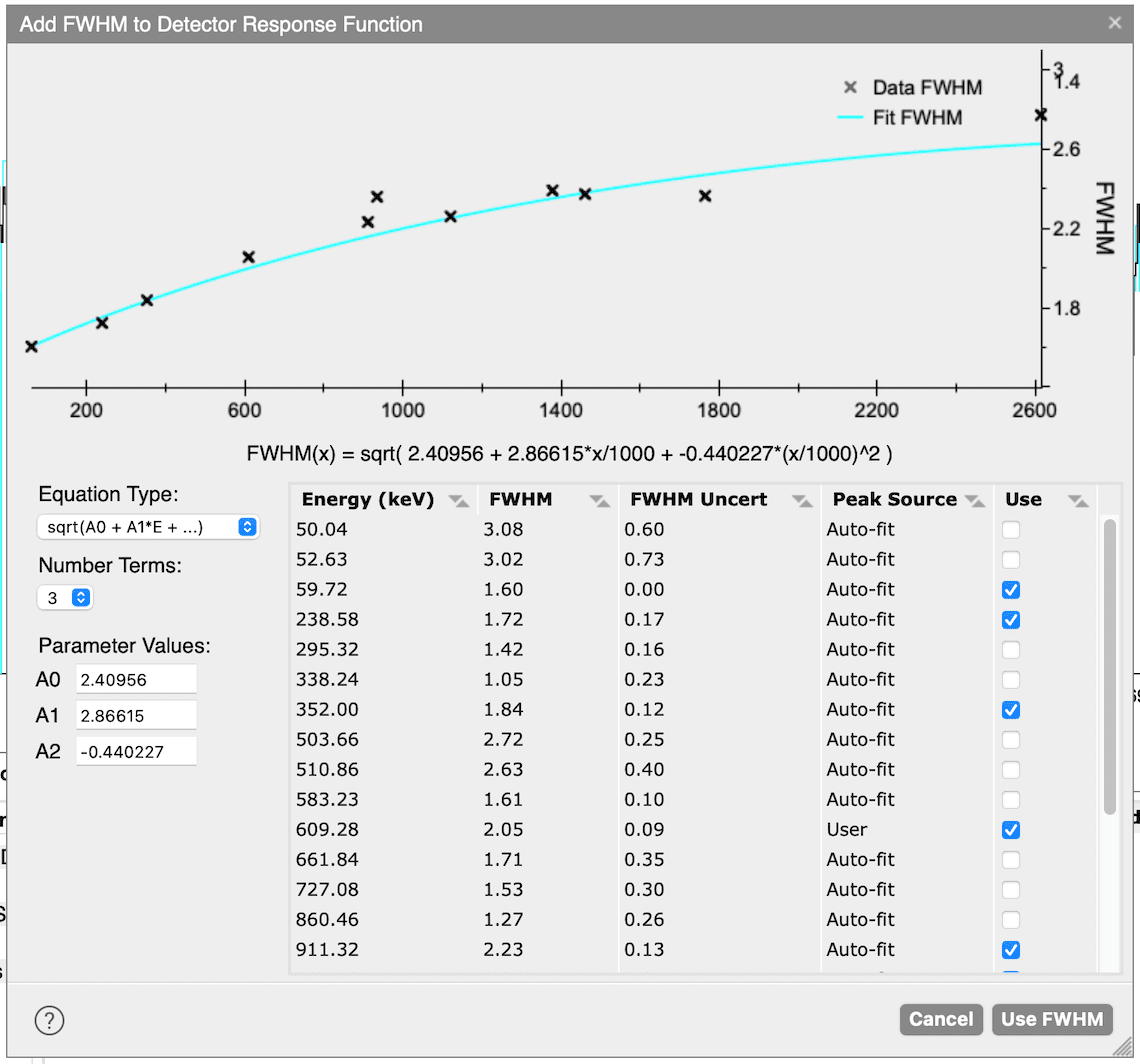 Add FWHM to Detector Response Function ×
3
1.4
Data FWHM
Fit FWHM
2.6
2.2
1.8
FWHM
200 600 1000 1400 1800 2200 2600
FWHM(x) = sqrt( 2.40956 + 2.86615*x/1000 + -0.440227*(x/1000)^2 )
Equation Type:
sqrt(A0 + A1*E + ...)
Number Terms:
3
Parameter Values:
A0 2.40956
A1 2.86615
A2 -0.440227
Energy (keV) FWHM FWHM Uncert Peak Source Use
50.04 3.08 0.60 Auto-fit
52.63 3.02 0.73 Auto-fit
59.72 1.60 0.00 Auto-fit
238.58 1.72 0.17 Auto-fit
295.32 1.42 0.16 Auto-fit
338.24 1.05 0.23 Auto-fit
352.00 1.84 0.12 Auto-fit
503.66 2.72 0.25 Auto-fit
510.86 2.63 0.40 Auto-fit
583.23 1.61 0.10 Auto-fit
609.28 2.05 0.09 User
661.84 1.71 0.35 Auto-fit
727.08 1.53 0.30 Auto-fit
860.46 1.27 0.26 Auto-fit
911.32 2.23 0.13 Auto-fit
?
Cancel Use FWHM